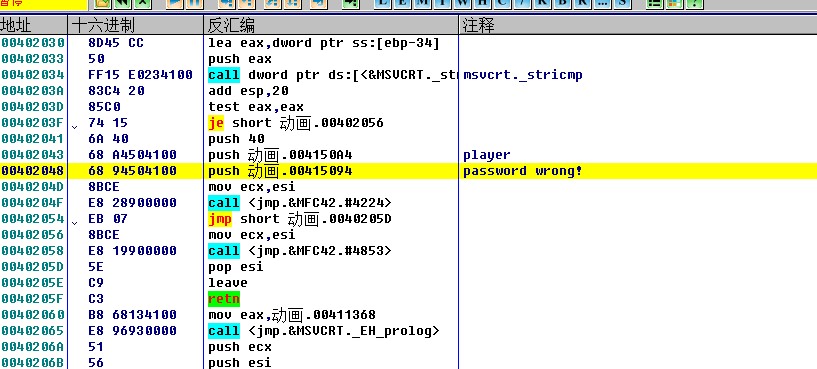 暂停 L E M T W H C / K B R ... S ?
地址 十六进制 反汇编 注释
00402030 8D45 CC lea eax,dword ptr ss:[ebp-34]
00402033 50 push eax
00402034 FF15 E0234100 call dword ptr ds:[<&MSVCRT._str msvcrt._stricmp
0040203A 83C4 20 add esp,20
0040203D 85C0 test eax,eax
0040203F 74 15 je short 动画.00402056
00402041 6A 40 push 40
00402043 68 A4504100 push 动画.004150A4 player
00402048 68 94504100 push 动画.00415094 password wrong!
0040204D 8BCE mov ecx,esi
0040204F E8 28900000 call <jmp.&MFC42.#4224>
00402054 EB 07 jmp short 动画.0040205D
00402056 8BCE mov ecx,esi
00402058 E8 19900000 call <jmp.&MFC42.#4853>
0040205D 5E pop esi
0040205E C9 leave
0040205F C3 retn
00402060 B8 68134100 mov eax,动画.00411368
00402065 E8 96930000 call <jmp.&MSVCRT._EH_prolog>
0040206A 51 push ecx
0040206B 56 push esi